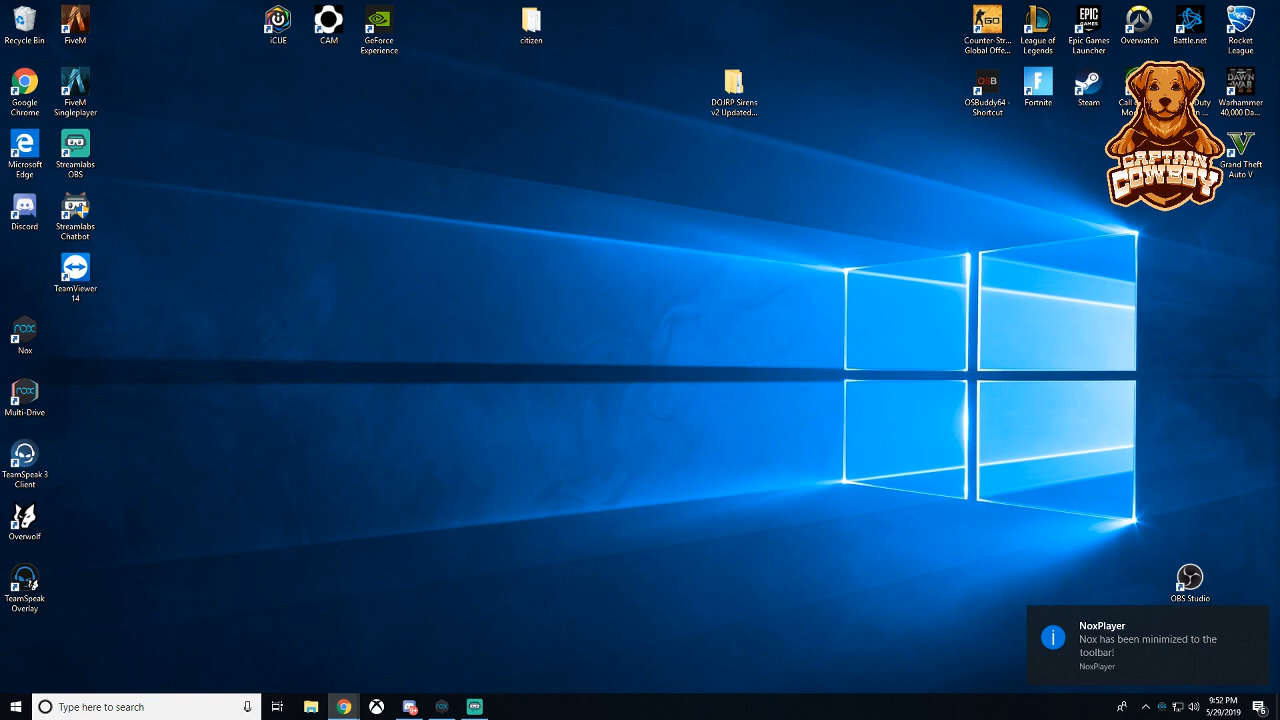 Recycle Bin
FiveM
iCUE
CAM
GeForce
Experience
citizen
Counter-Str...
Global Offe...
League of
Legends
Epic Games
Launcher
Overwatch
Battle.net
Rocket
League
Google
Chrome
FiveM
Singleplayer
DOJRP Sirens
v2 Updated...
OSBuddy64 -
Shortcut
Fortnite
Steam
Warhammer
40,000 Da...
Microsoft
Edge
Streamlabs
OBS
CAPTAIN
COWBOY
Grand Theft
Auto V
Discord
Streamlabs
Chatbot
TeamViewer
14
Nox
Multi-Drive
TeamSpeak 3
Client
Overwolf
TeamSpeak
Overlay
OBS Studio
NoxPlayer
Nox has been minimized to the
toolbar!
NoxPlayer
Type here to search
9:52 PM
5/29/2019